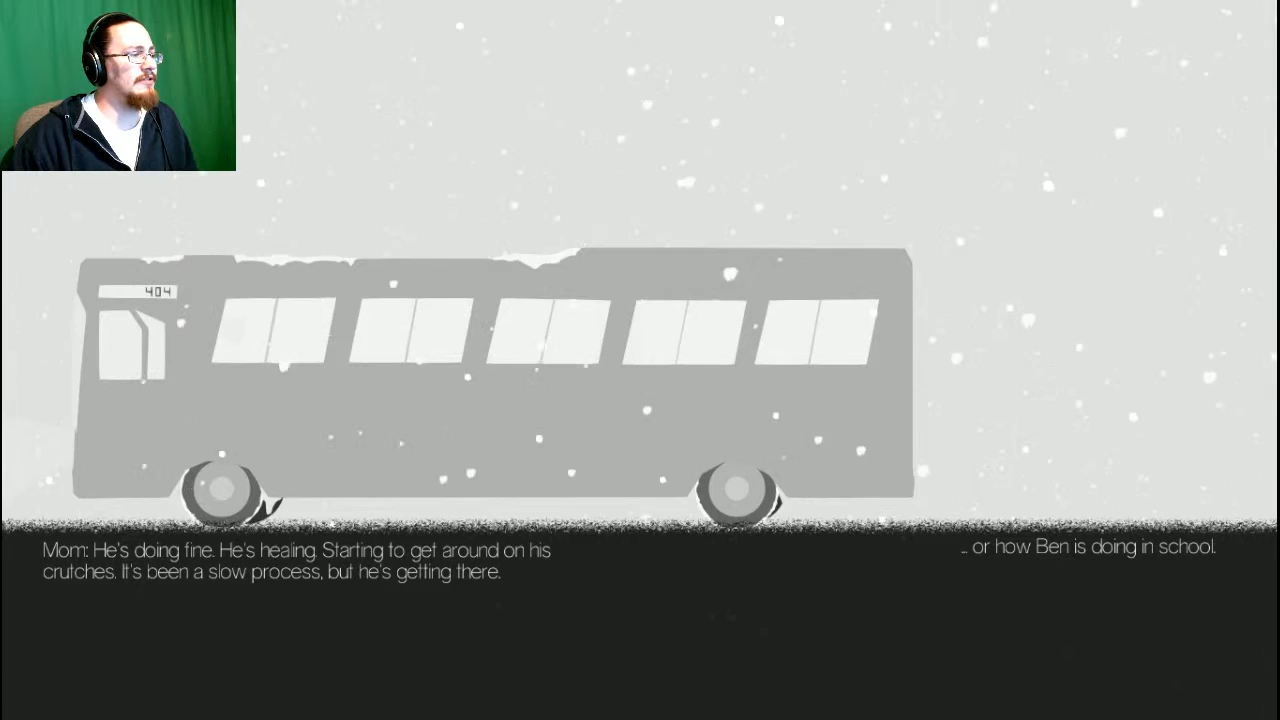 404
Mom: He's doing fine. He's healing. Starting to get around on his
crutches. It's been a slow process, but he's getting there.
... or how Ben is doing in school.